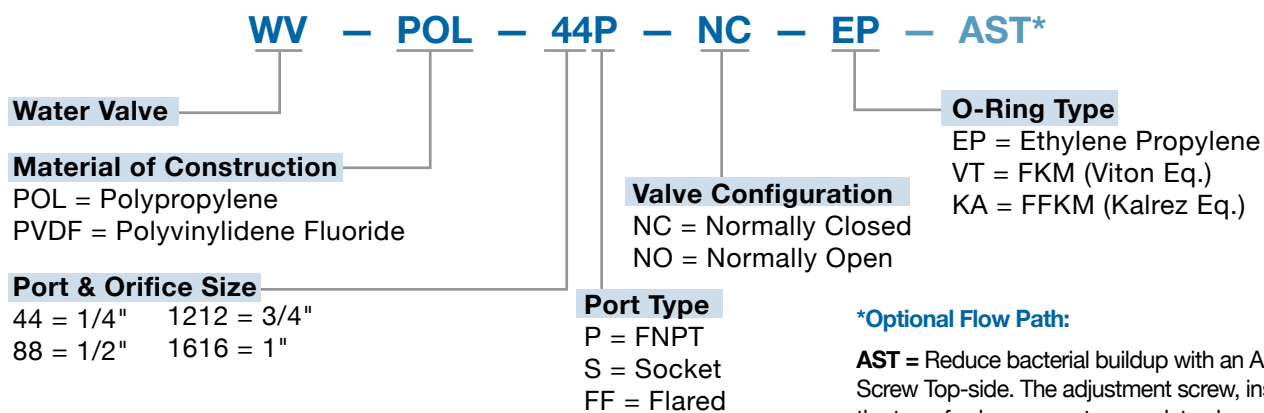 WV – POL – 44P – NC – EP – AST*
Water Valve
Material of Construction
POL = Polypropylene
PVDF = Polyvinylidene Fluoride
Port & Orifice Size
44 = 1/4" 1212 = 3/4"
88 = 1/2" 1616 = 1"
Port Type
P = FNPT
S = Socket
FF = Flared
Valve Configuration
NC = Normally Closed
NO = Normally Open
O-Ring Type
EP = Ethylene Propylene
VT = FKM (Viton Eq.)
KA = FFKM (Kalrez Eq.)
*Optional Flow Path:
AST = Reduce bacterial buildup with an A
Screw Top-side. The adjustment screw, ins